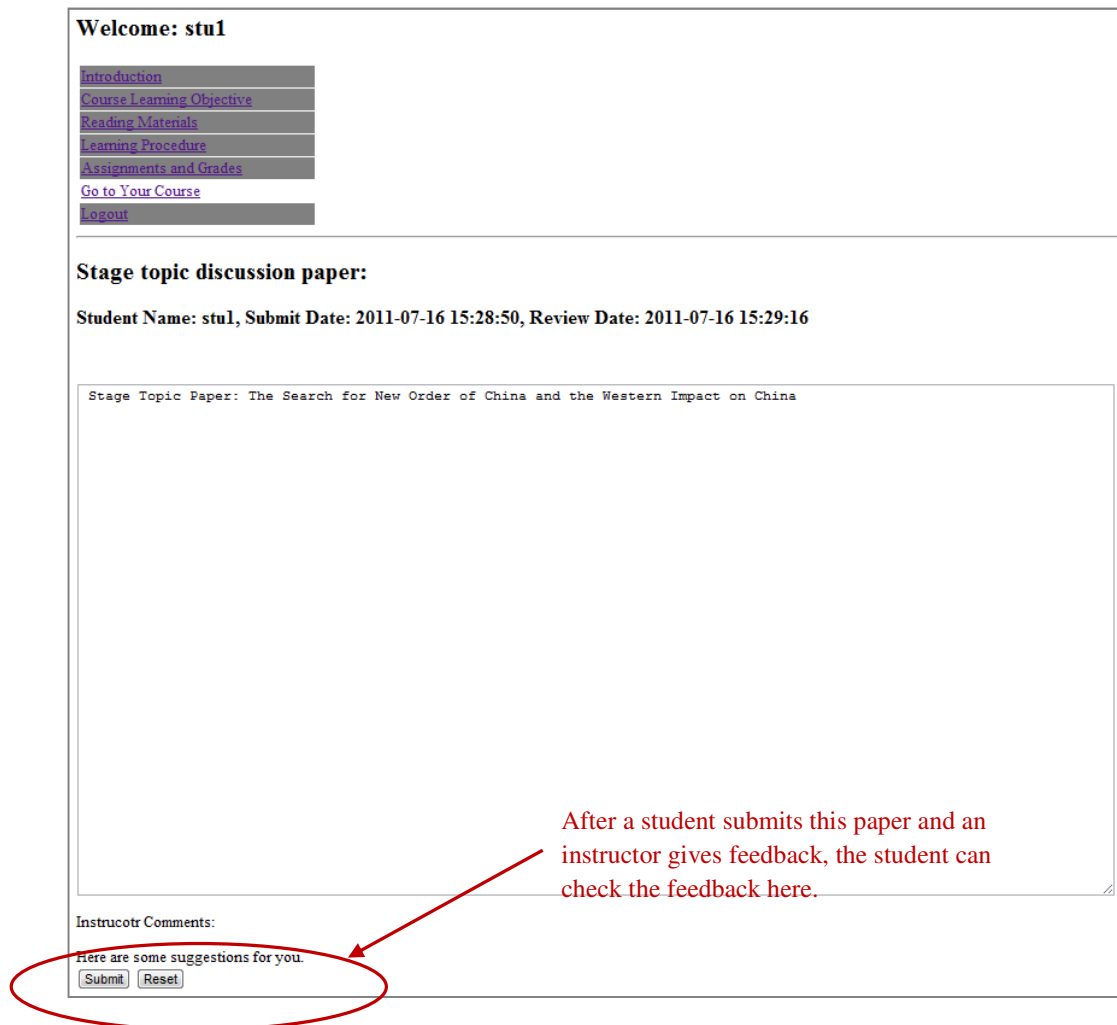 Welcome: stu1
Introduction
Course Learning Objective
Reading Materials
Learning Procedure
Assignments and Grades
Go to Your Course
Logout
Stage topic discussion paper:
Student Name: stu1, Submit Date: 2011-07-16 15:28:50, Review Date: 2011-07-16 15:29:16
Stage Topic Paper: The Search for New Order of China and the Western Impact on China
After a student submits this paper and an
instructor gives feedback, the student can
check the feedback here.
Instrucotr Comments:
Here are some suggestions for you.
Submit Reset